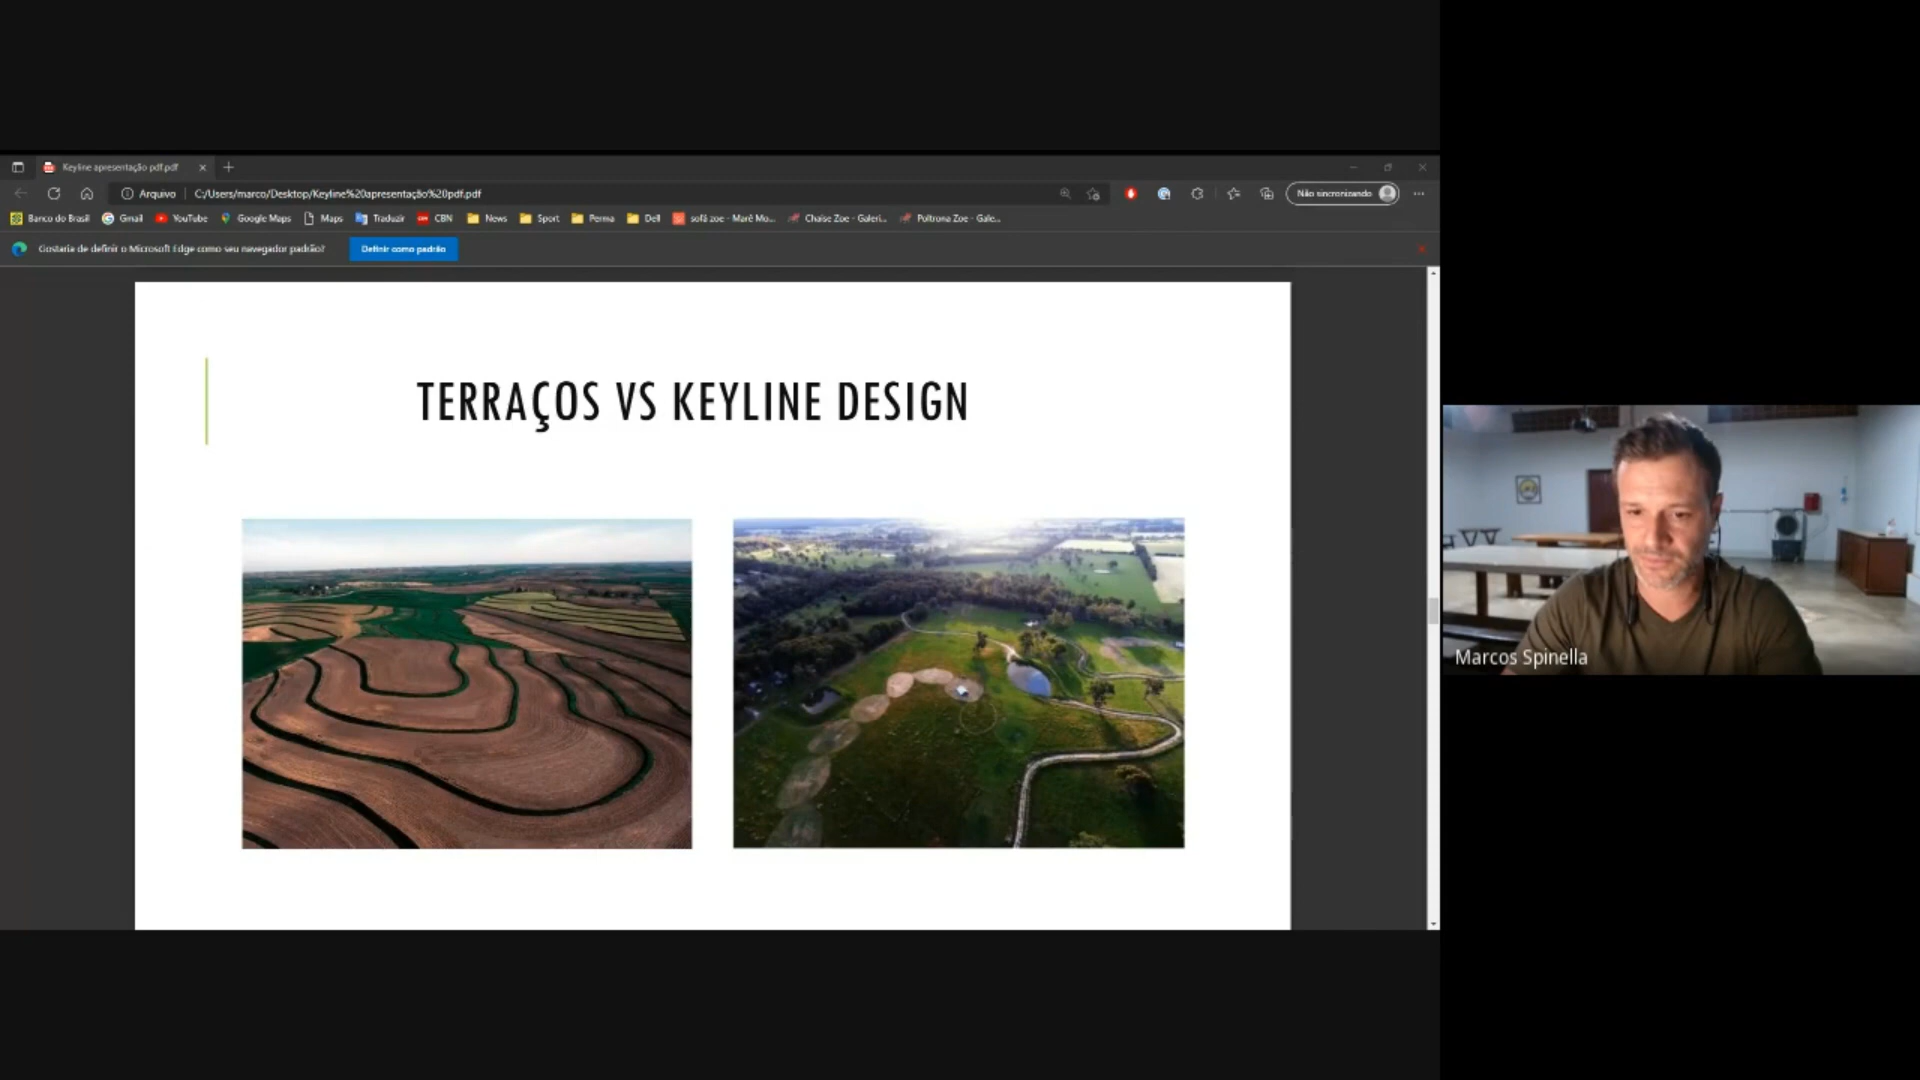 Keyline apresentação pdf.pdf
Arquivo C:/Users/marco/Desktop/Keyline%20apresentação%20pdf.pdf Não sincronizando
Banco do Brasil Gmail YouTube Google Maps Maps Traduzir CBN News Sport Perma Dell sofá zoe - Marê Mo... Chaise Zoe - Galeri... Poltrona Zoe - Gale...
Gostaria de definir o Microsoft Edge como seu navegador padrão? Definir como padrão
TERRAÇOS VS KEYLINE DESIGN
Marcos Spinella